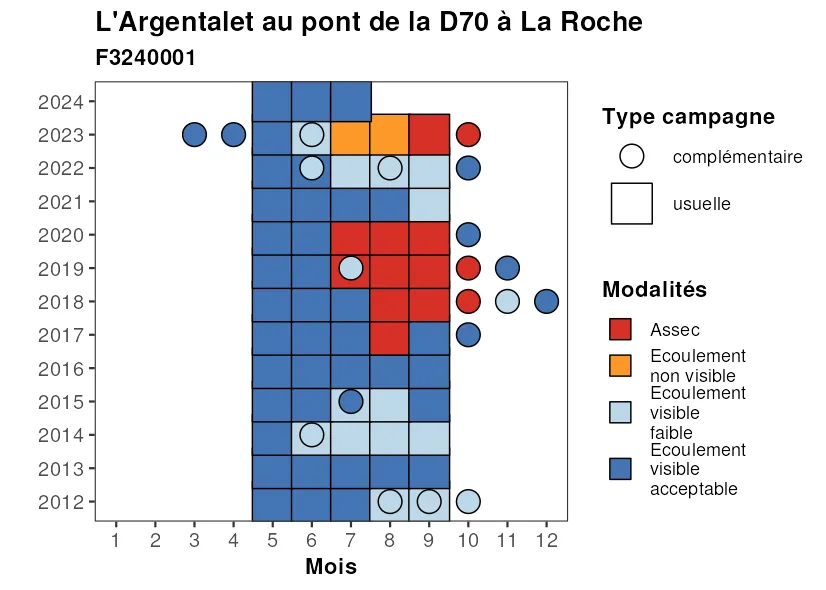 L'Argentalet au pont de la D70 à La Roche
F3240001
2024
2023
2022
2021
2020
2019
2018
2017
2016
2015
2014
2013
2012
1 2 3 4 5 6 7 8 9 10 11 12
Mois
Type campagne
complémentaire
usuelle
Modalités
Assec
Ecoulement
non visible
Ecoulement
visible
faible
Ecoulement
visible
acceptable